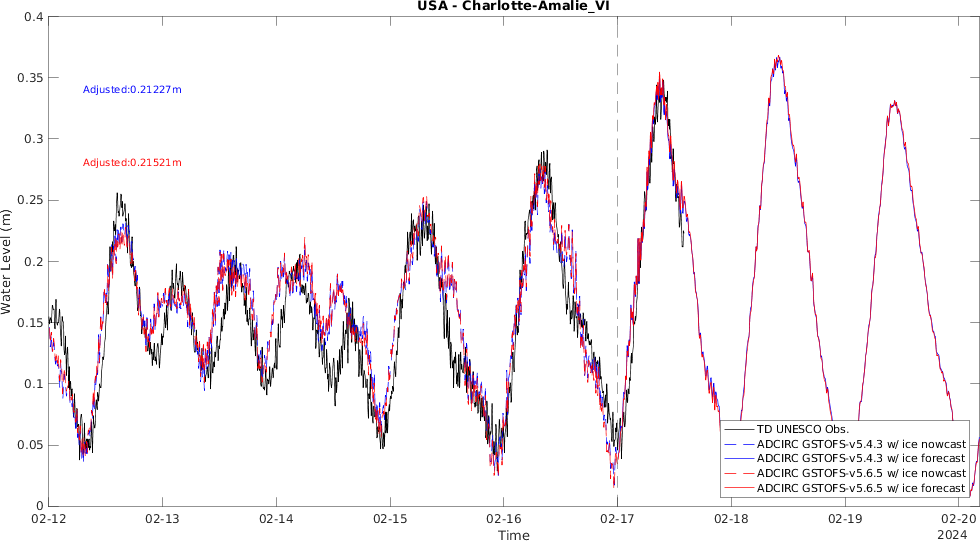 USA - Charlotte-Amalie_VI
0.4
0.35
0.3
0.25
0.2
0.15
0.1
0.05
0
Water Level (m)
Adjusted:0.21227m
Adjusted:0.21521m
TD UNESCO Obs.
ADCIRC GSTOFS-v5.4.3 w/ ice nowcast
ADCIRC GSTOFS-v5.4.3 w/ ice forecast
ADCIRC GSTOFS-v5.6.5 w/ ice nowcast
ADCIRC GSTOFS-v5.6.5 w/ ice forecast
02-12 02-13 02-14 02-15 02-16 02-17 02-18 02-19 02-20
Time
2024